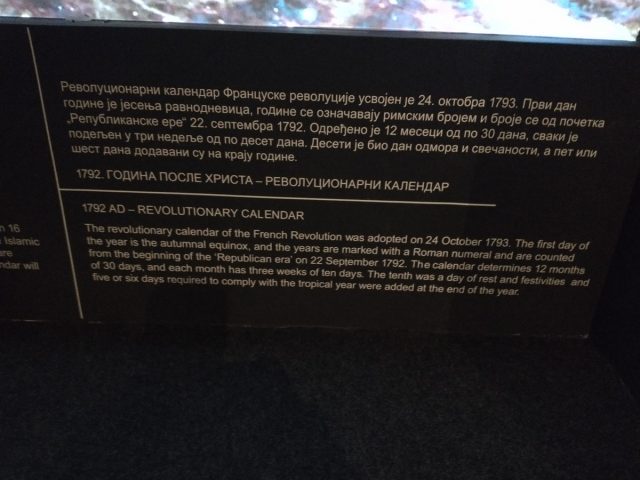 Револуционарни календар Француске револуције усвојен је 24. октобра 1793. Први дан
године је јесења равнодневица, године се означавају римским бројем и броје се од почетка
„Републиканске ере” 22. септембра 1792. Одређено је 12 месеци од по 30 дана, сваки је
подељен у три недеље од по десет дана. Десети је био дан одмора и свечаности, а пет или
шест дана додавани су на крају године.
1792. ГОДИНА ПОСЛЕ ХРИСТА – РЕВОЛУЦИОНАРНИ КАЛЕНДАР
1792 AD – REVOLUTIONARY CALENDAR
The revolutionary calendar of the French Revolution was adopted on 24 October 1793. The first day of
the year is the autumnal equinox, and the years are marked with a Roman numeral and are counted
from the beginning of the ‘Republican era’ on 22 September 1792. The calendar determines 12 months
of 30 days, and each month has three weeks of ten days. The tenth was a day of rest and festivities and
five or six days required to comply with the tropical year were added at the end of the year.
16
Islamic
will